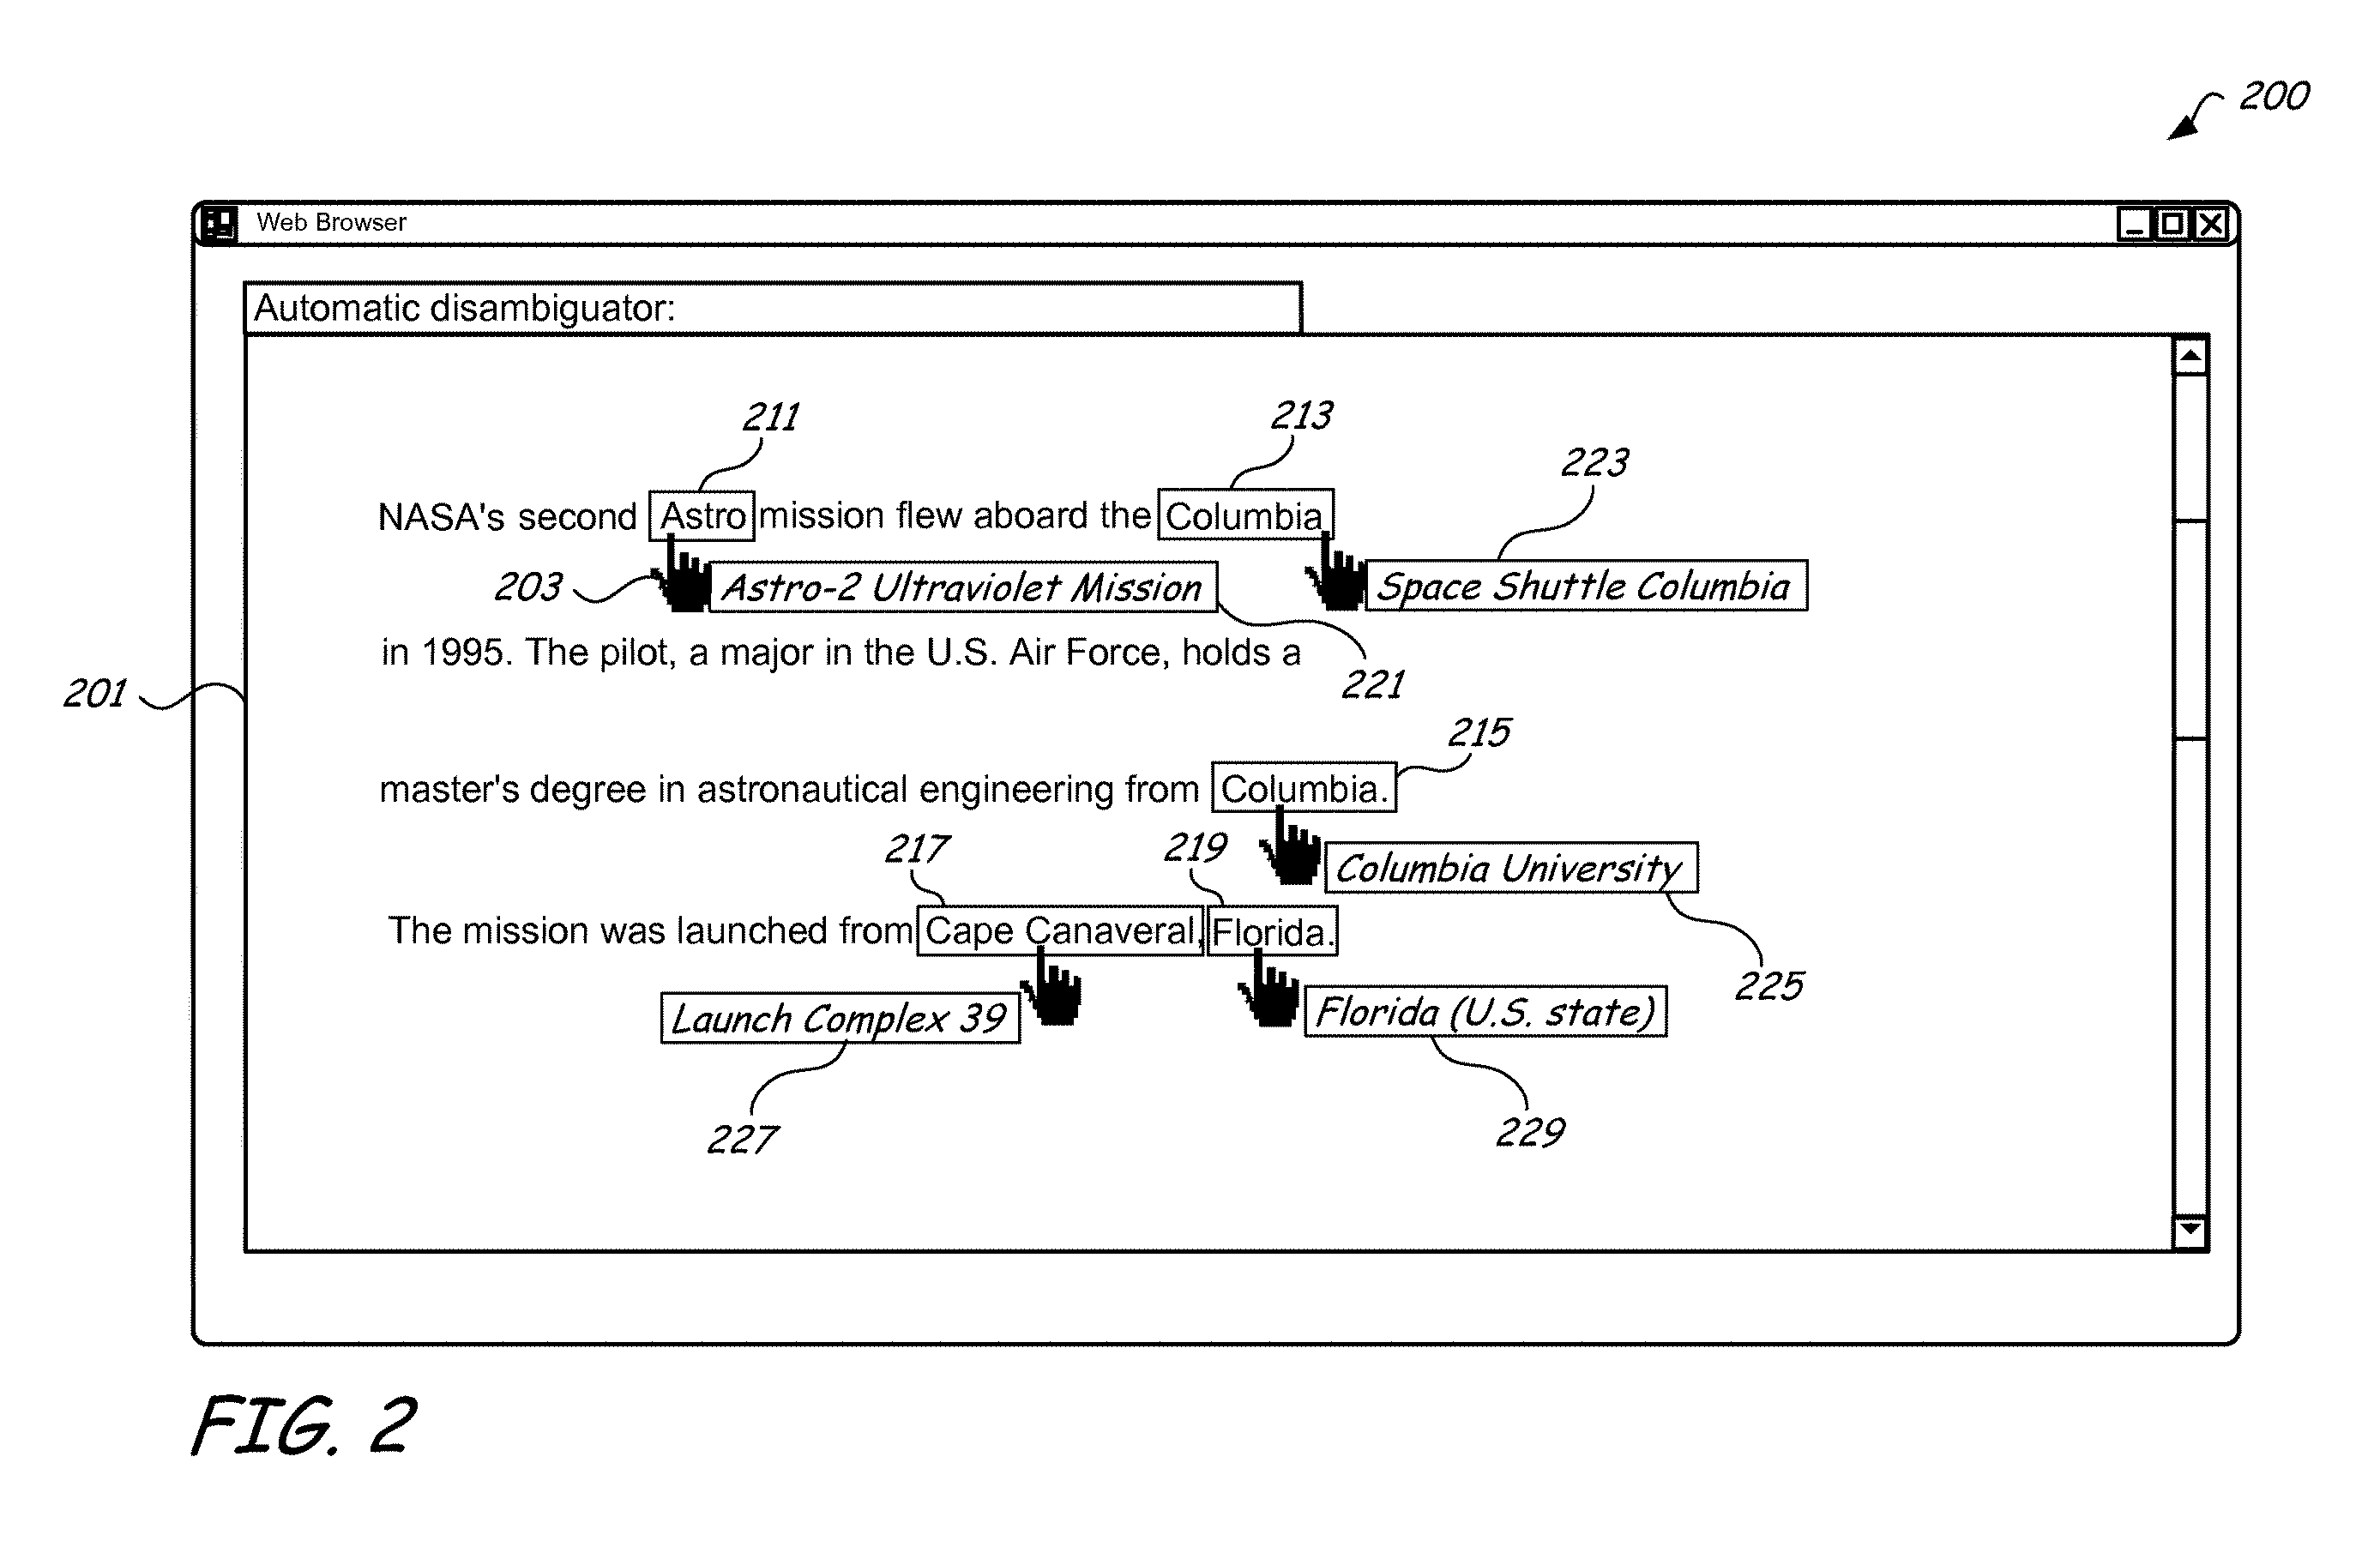 200
Web Browser
Automatic disambiguator:
211 213
223
NASA's second Astro mission flew aboard the Columbia
203 Astro-2 Ultraviolet Mission Space Shuttle Columbia
in 1995. The pilot, a major in the U.S. Air Force, holds a
201 221
215
master's degree in astronautical engineering from Columbia.
217 219
Columbia University
The mission was launched from Cape Canaveral, Florida.
225
Launch Complex 39 Florida (U.S. state)
227 229
FIG. 2